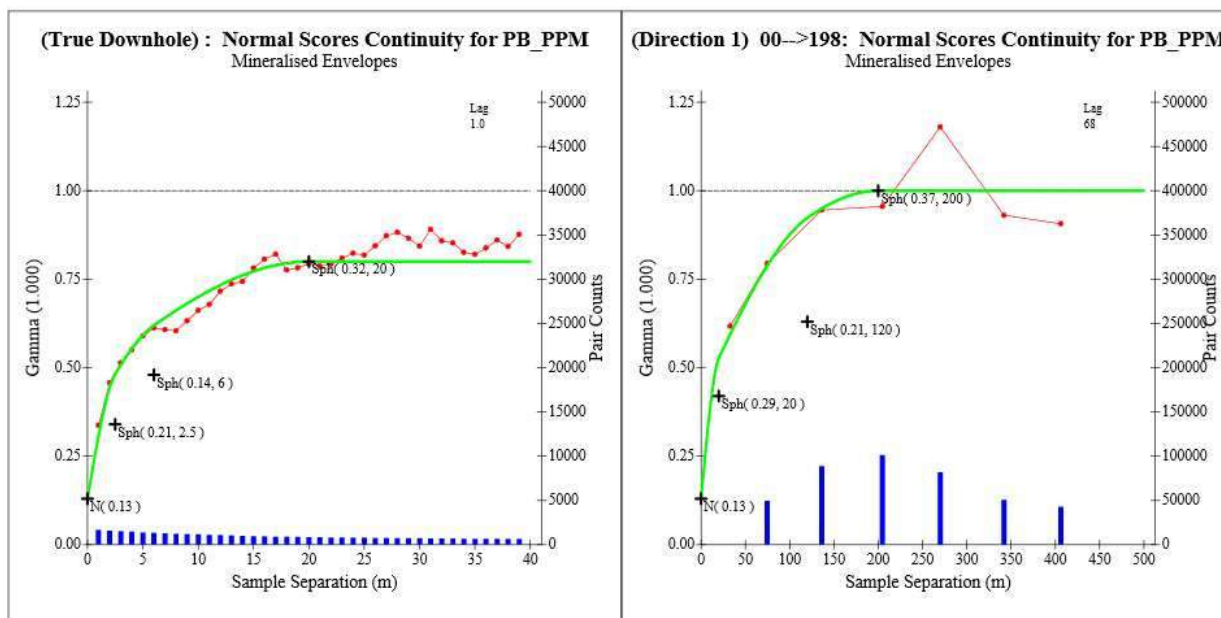 (True Downhole) : Normal Scores Continuity for PB_PPM
Mineralised Envelopes
Lag
1.0
Gamma (1.000)
1.25
1.00
0.75
0.50
0.25
0.00
Sph( 0.32, 20 )
Sph( 0.14, 6 )
Sph( 0.21, 2.5 )
N( 0.13 )
50000
45000
40000
35000
30000
25000
20000
15000
10000
5000
0
Pair Counts
0 5 10 15 20 25 30 35 40
Sample Separation (m)
(Direction 1) 00-->198: Normal Scores Continuity for PB_PPM
Mineralised Envelopes
Lag
68
Gamma (1.000)
1.25
1.00
0.75
0.50
0.25
0.00
Sph( 0.37, 200 )
Sph( 0.21, 120 )
Sph( 0.29, 20 )
N( 0.13 )
500000
450000
400000
350000
300000
250000
200000
150000
100000
50000
0
Pair Counts
0 50 100 150 200 250 300 350 400 450 500
Sample Separation (m)